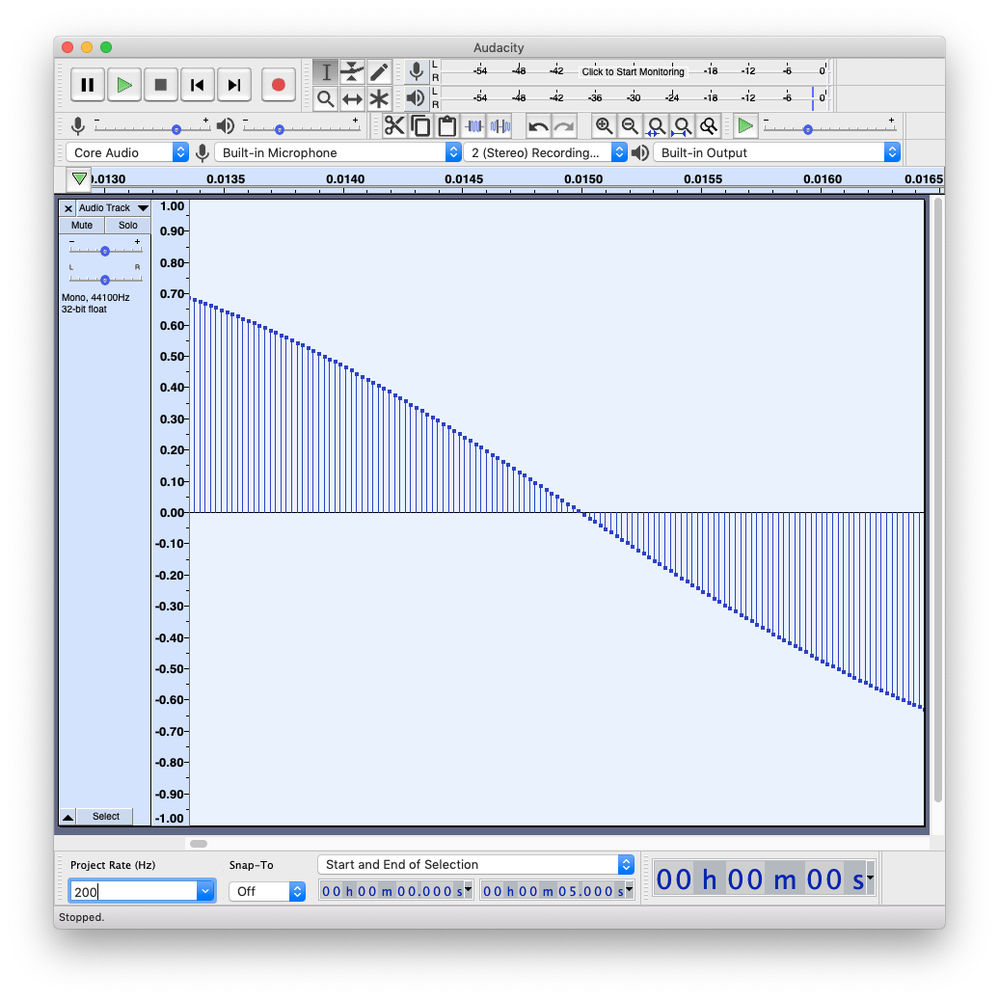 Audacity
L
R
-54 -48 -42 Click to Start Monitoring -18 -12 -6 0
L
R
-54 -48 -42 -36 -30 -24 -18 -12 -6 0
- +
- +
- +
Core Audio
Built-in Microphone
2 (Stereo) Recording...
Built-in Output
0.0130 0.0135 0.0140 0.0145 0.0150 0.0155 0.0160 0.0165
Audio Track
Mute Solo
- +
L R
Mono, 44100Hz
32-bit float
1.00
0.90
0.80
0.70
0.60
0.50
0.40
0.30
0.20
0.10
0.00
-0.10
-0.20
-0.30
-0.40
-0.50
-0.60
-0.70
-0.80
-0.90
-1.00
Select
Project Rate (Hz)
Snap-To
Start and End of Selection
200
Off
00 h 00 m 00.000 s
00 h 00 m 05.000 s
00 h 00 m 00 s
Stopped.